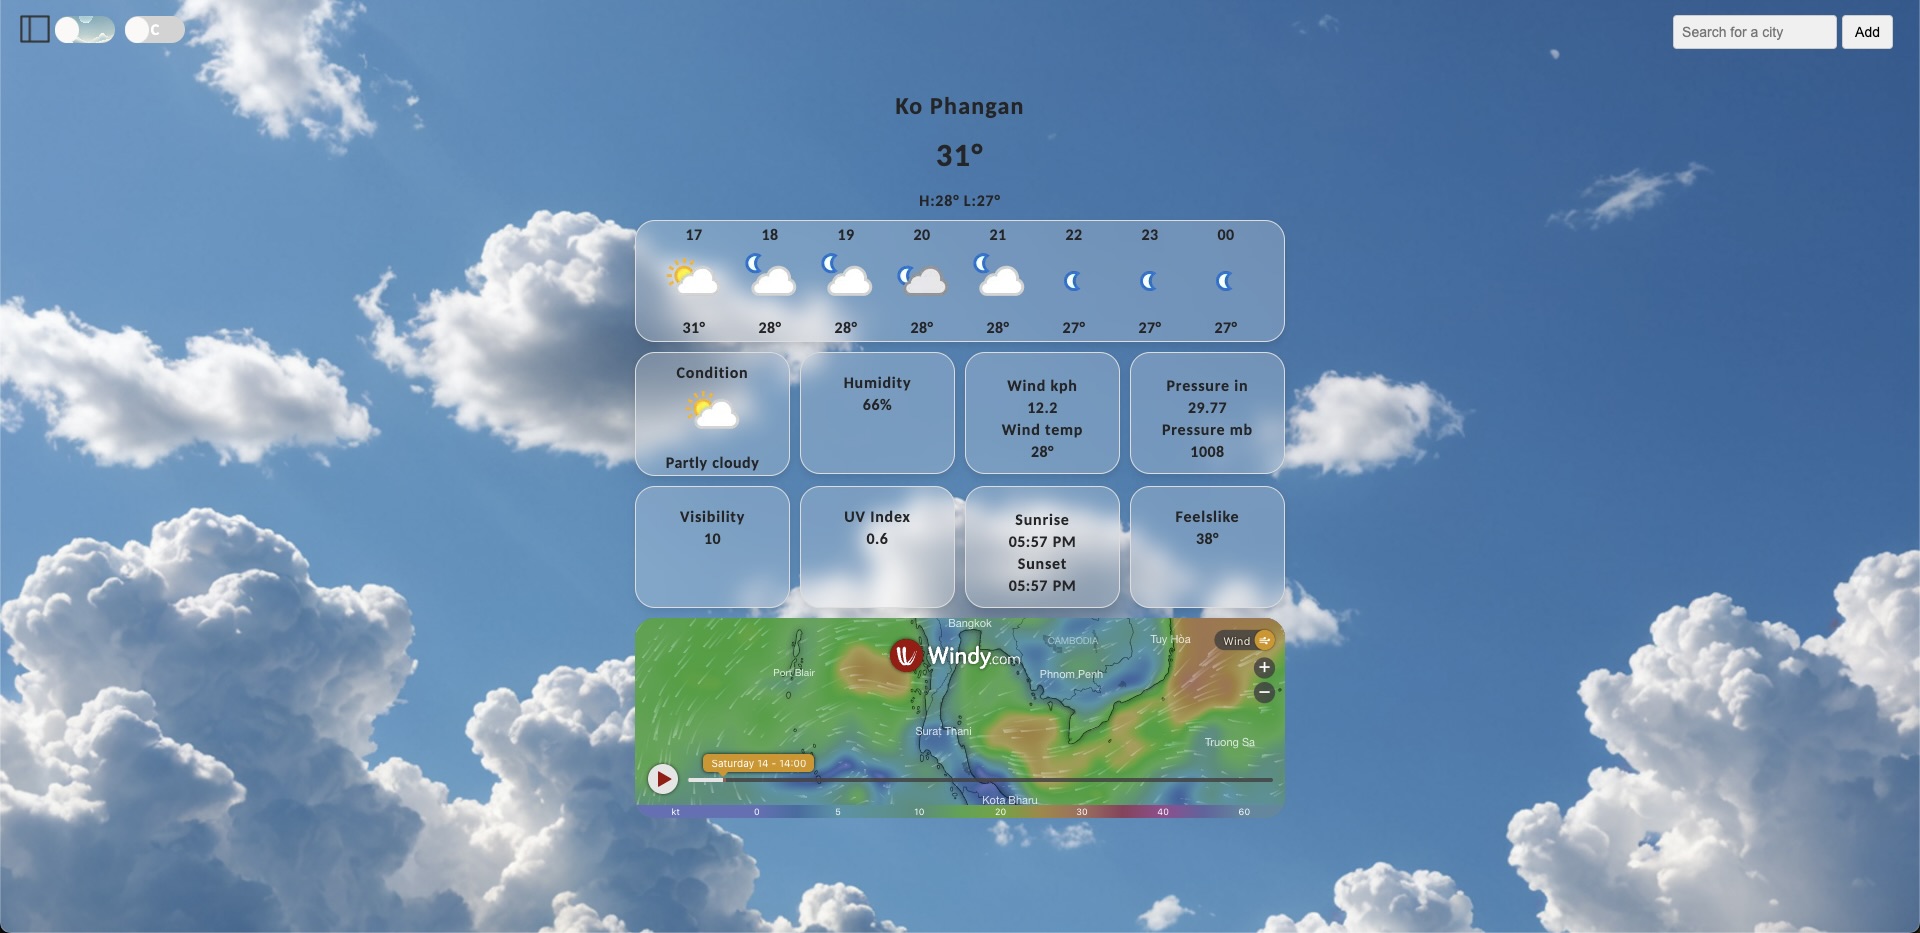 C
Search for a city
Add
Ko Phangan
31°
H:28° L:27°
17 18 19 20 21 22 23 00
31° 28° 28° 28° 28° 27° 27° 27°
Condition
Partly cloudy
Humidity
66%
Wind kph
12.2
Wind temp
28°
Pressure in
29.77
Pressure mb
1008
Visibility
10
UV Index
0.6
Sunrise
05:57 PM
Sunset
05:57 PM
Feelslike
38°
Bangkok
CAMBODIA
Tuy Hòa
Wind
Windy.com
Port Blair
Phnom Penh
Surat Thani
Truong Sa
Saturday 14 - 14:00
Kota Bharu
kt 0 5 10 20 30 40 60